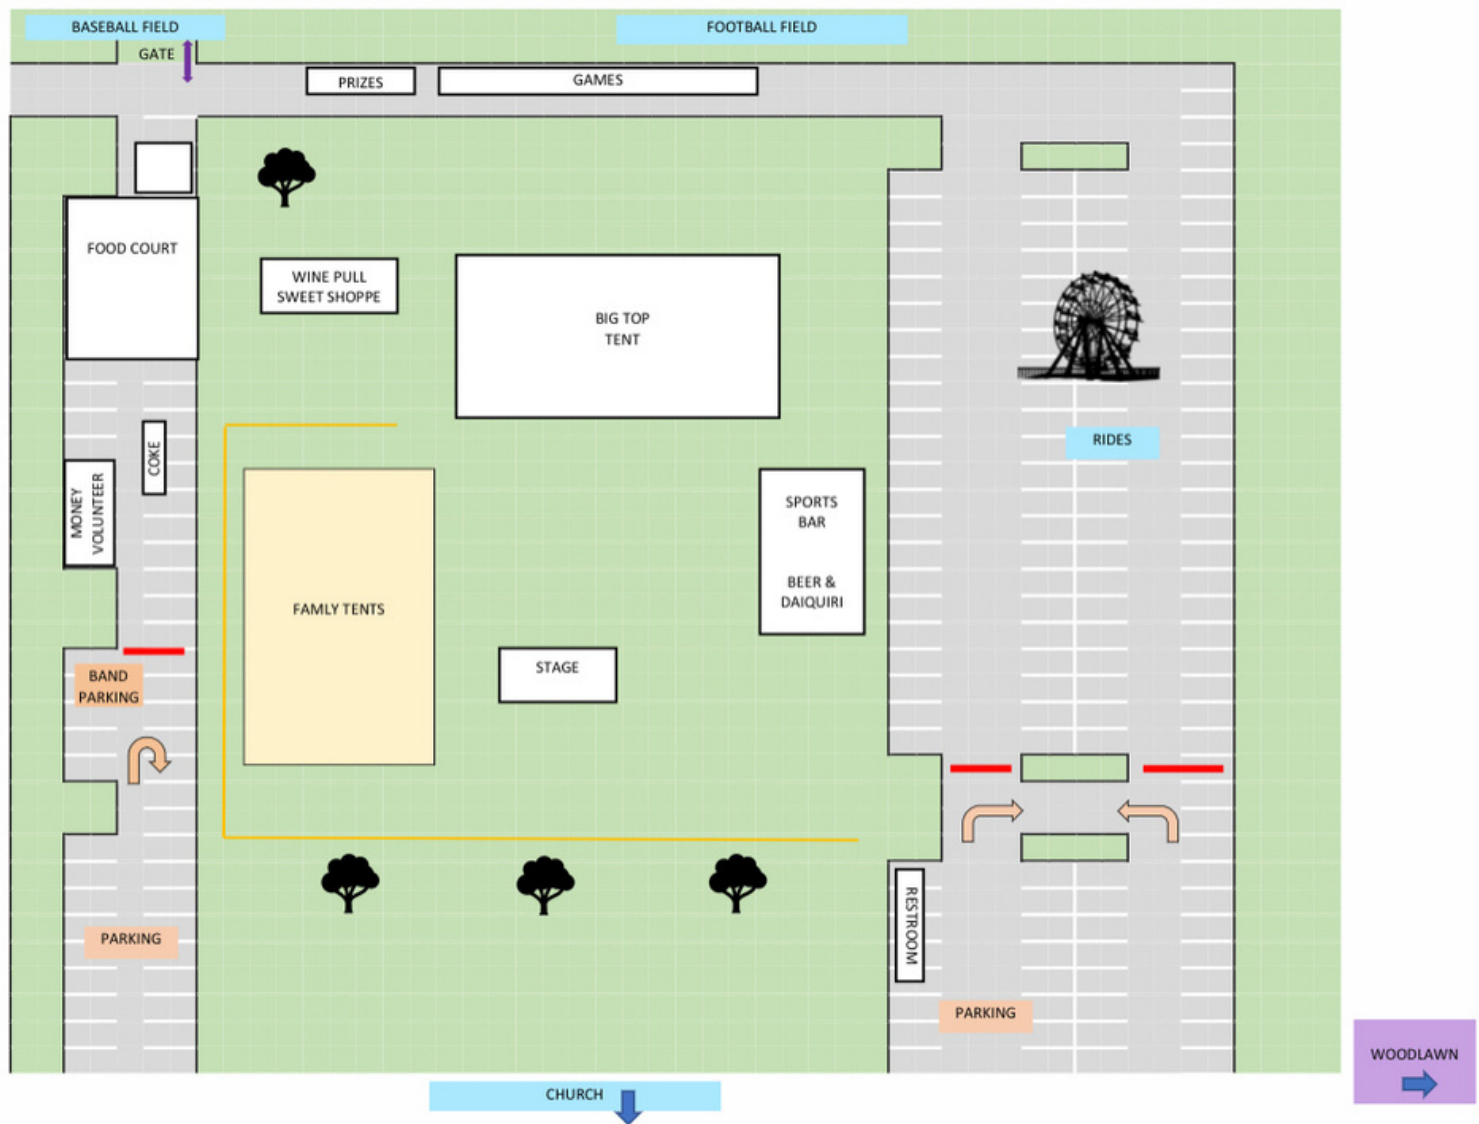 BASEBALL FIELD
FOOTBALL FIELD
GATE
PRIZES
GAMES
FOOD COURT
WINE PULL
SWEET SHOPPE
BIG TOP
TENT
RIDES
COKE
MONEY
VOLUNTEER
SPORTS
BAR
BEER &
DAIQUIRI
FAMLY TENTS
STAGE
BAND
PARKING
RESTROOM
PARKING
PARKING
WOODLAWN
CHURCH